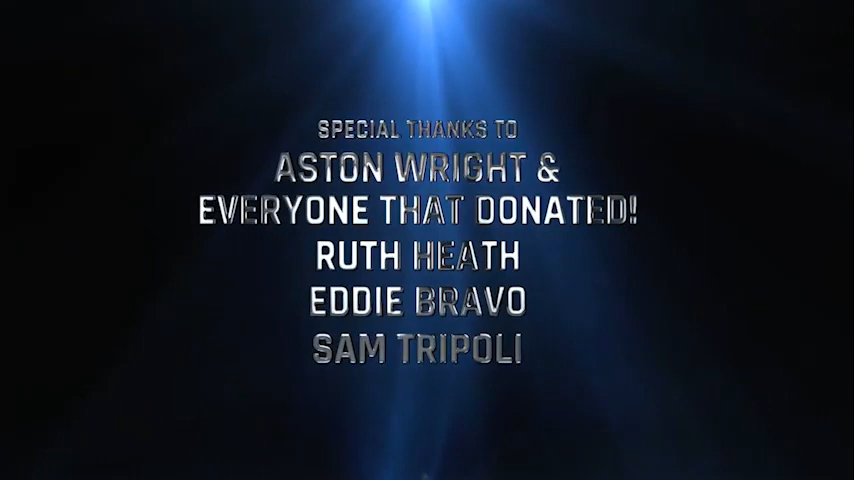 SPECIAL THANKS TO
ASTON WRIGHT &
EVERYONE THAT DONATED!
RUTH HEATH
EDDIE BRAVO
SAM TRIPOLI